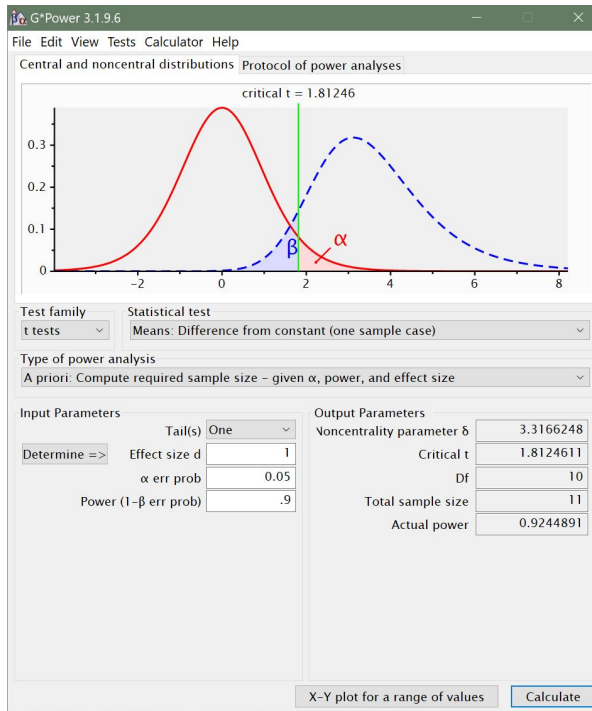 G*Power 3.1.9.6
File Edit View Tests Calculator Help
Central and noncentral distributions Protocol of power analyses
critical t = 1.81246
0.3
0.2
0.1
0
β
α
−2 0 2 4 6 8
Test family Statistical test
t tests Means: Difference from constant (one sample case)
Type of power analysis
A priori: Compute required sample size – given α, power, and effect size
Input Parameters Output Parameters
Tail(s) One Noncentrality parameter δ 3.3166248
Determine => Effect size d 1 Critical t 1.8124611
α err prob 0.05 Df 10
Power (1-β err prob) .9 Total sample size 11
Actual power 0.9244891
X-Y plot for a range of values Calculate